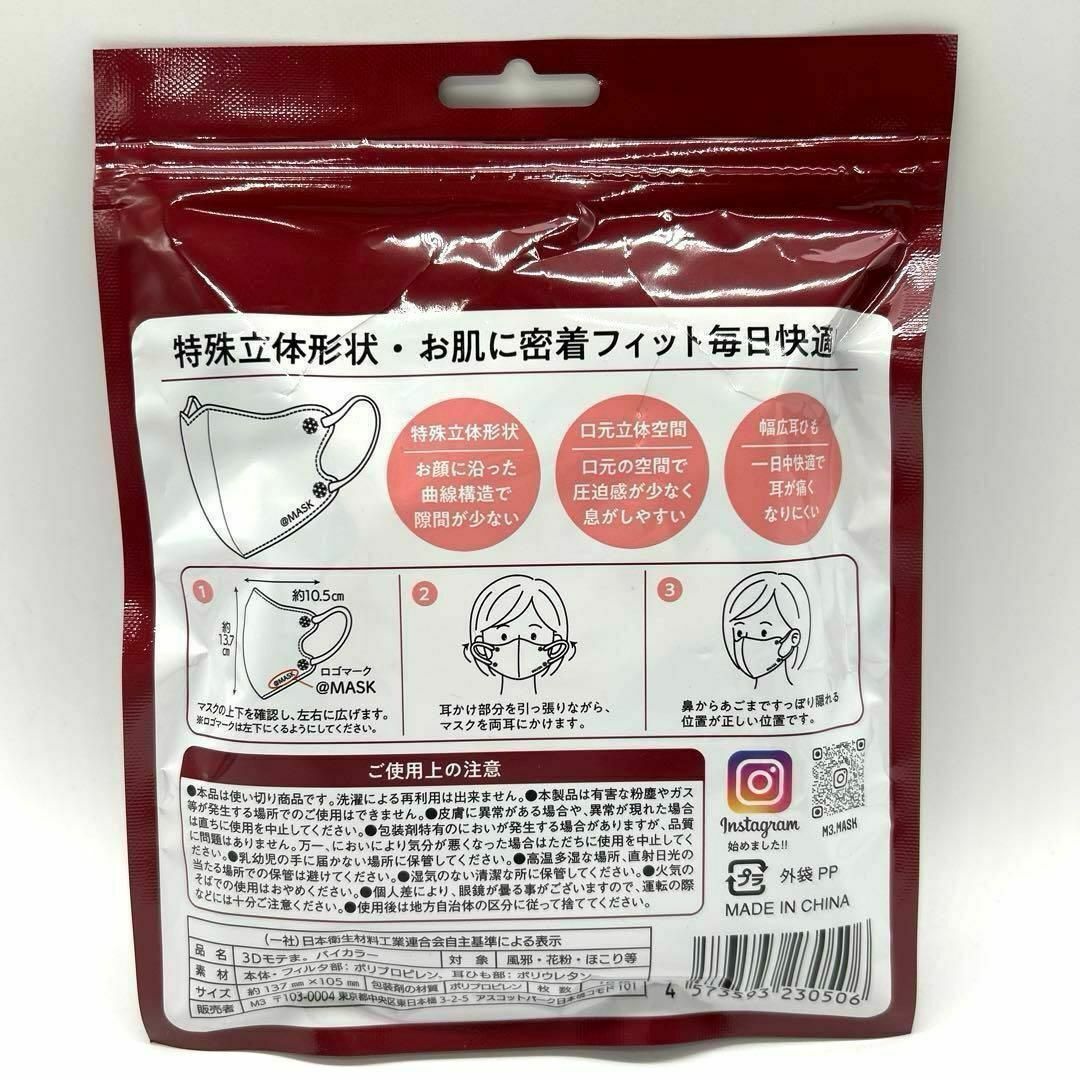 特殊立体形状・お肌に密着フィット毎日快適
@MASK
特殊立体形状
お顔に沿った
曲線構造で
隙間が少ない
口元立体空間
口元の空間で
圧迫感が少なく
息がしやすい
幅広耳ひも
一日中快適で
耳が痛く
なりにくい
1
約10.5cm
約
13.7
cm
@MASK
ロゴマーク
@MASK
マスクの上下を確認し、左右に広げます。
※ロゴマークは左下にくるようにしてください。
2
耳かけ部分を引っ張りながら、
マスクを両耳にかけます。
3
鼻からあごまですっぽり隠れる
位置が正しい位置です。
ご使用上の注意
●本品は使い切り商品です。洗濯による再利用は出来ません。●本製品は有害な粉塵やガス
等が発生する場所でのご使用はできません。●皮膚に異常がある場合や、異常が現れた場合
は直ちに使用を中止してください。●包装剤特有のにおいが発生する場合がありますが、品質
に問題はありません。万一、においにより気分が悪くなった場合はただちに使用を中止してく
ださい。●乳幼児の手に届かない場所に保管してください。●高温多湿な場所、直射日光の
当たる場所での保管は避けてください。●湿気のない清潔な所に保管してください。●火気の
そばでの使用はおやめください。●個人差により、眼鏡が曇る事がございますので、運転の際
などには十分ご注意ください。●使用後は地方自治体の区分に従って捨ててください。
Instagram
始めました!!
M3.MASK
プラ
外袋 PP
MADE IN CHINA
(一社)日本衛生材料工業連合会自主基準による表示
品名 3Dモテま。バイカラー 対象 風邪・花粉・ほこり等
素材 本体・フィルタ部：ポリプロピレン、耳ひも部：ポリウレタン
サイズ 約137mm×105mm 包装剤の材質 ポリプロピレン 枚数
販売者 M3 〒103-0004 東京都中央区東日本橋3-2-5 アスコットパーク日本橋
4 573593 230506